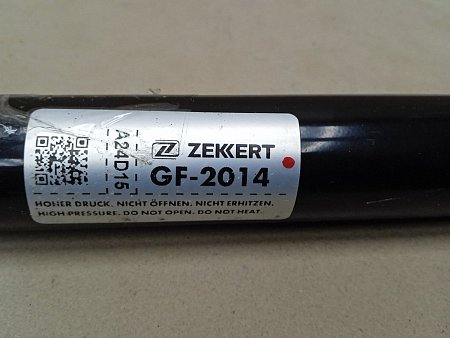 A24D15
ZEKKERT
GF-2014
HOHER DRUCK. NICHT ÖFFNEN. NICHT ERHITZEN.
HIGH PRESSURE. DO NOT OPEN. DO NOT HEAT.